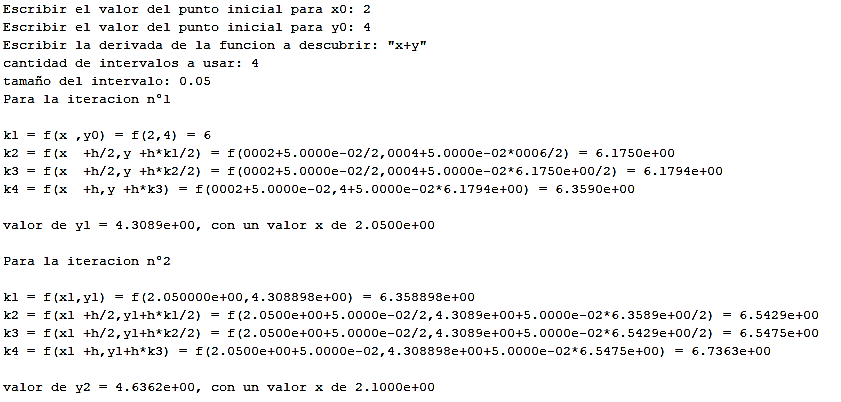 Escribir el valor del punto inicial para x0: 2
Escribir el valor del punto inicial para y0: 4
Escribir la derivada de la funcion a descubrir: "x+y"
cantidad de intervalos a usar: 4
tamaño del intervalo: 0.05
Para la iteracion n°1
k1 = f(x ,y0) = f(2,4) = 6
k2 = f(x  +h/2,y +h*k1/2) = f(0002+5.0000e-02/2,0004+5.0000e-02*0006/2) = 6.1750e+00
k3 = f(x  +h/2,y +h*k2/2) = f(0002+5.0000e-02/2,0004+5.0000e-02*6.1750e+00/2) = 6.1794e+00
k4 = f(x  +h,y +h*k3) = f(0002+5.0000e-02,4+5.0000e-02*6.1794e+00) = 6.3590e+00
valor de y1 = 4.3089e+00, con un valor x de 2.0500e+00
Para la iteracion n°2
k1 = f(x1,y1) = f(2.050000e+00,4.308898e+00) = 6.358898e+00
k2 = f(x1 +h/2,y1+h*k1/2) = f(2.0500e+00+5.0000e-02/2,4.3089e+00+5.0000e-02*6.3589e+00/2) = 6.5429e+00
k3 = f(x1 +h/2,y1+h*k2/2) = f(2.0500e+00+5.0000e-02/2,4.3089e+00+5.0000e-02*6.5429e+00/2) = 6.5475e+00
k4 = f(x1 +h,y1+h*k3) = f(2.0500e+00+5.0000e-02,4.308898e+00+5.0000e-02*6.5475e+00) = 6.7363e+00
valor de y2 = 4.6362e+00, con un valor x de 2.1000e+00